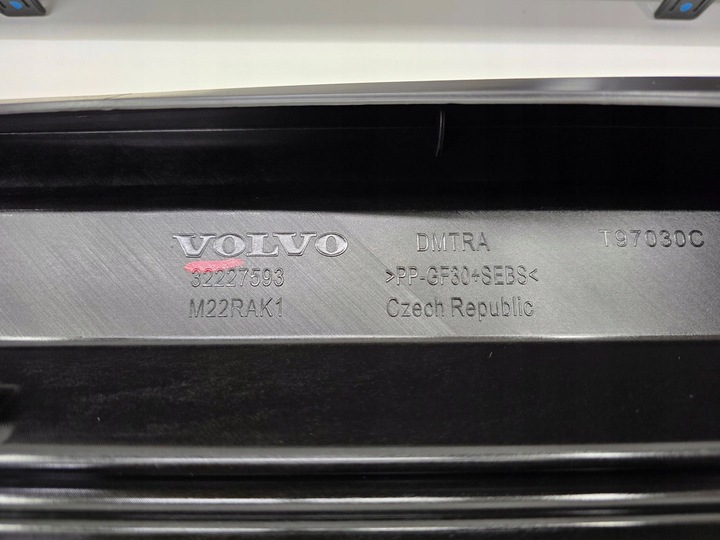 VOLVO DMTRA T97030C
32227593 >PP-GF30+SEBS<
M22RAK1 Czech Republic